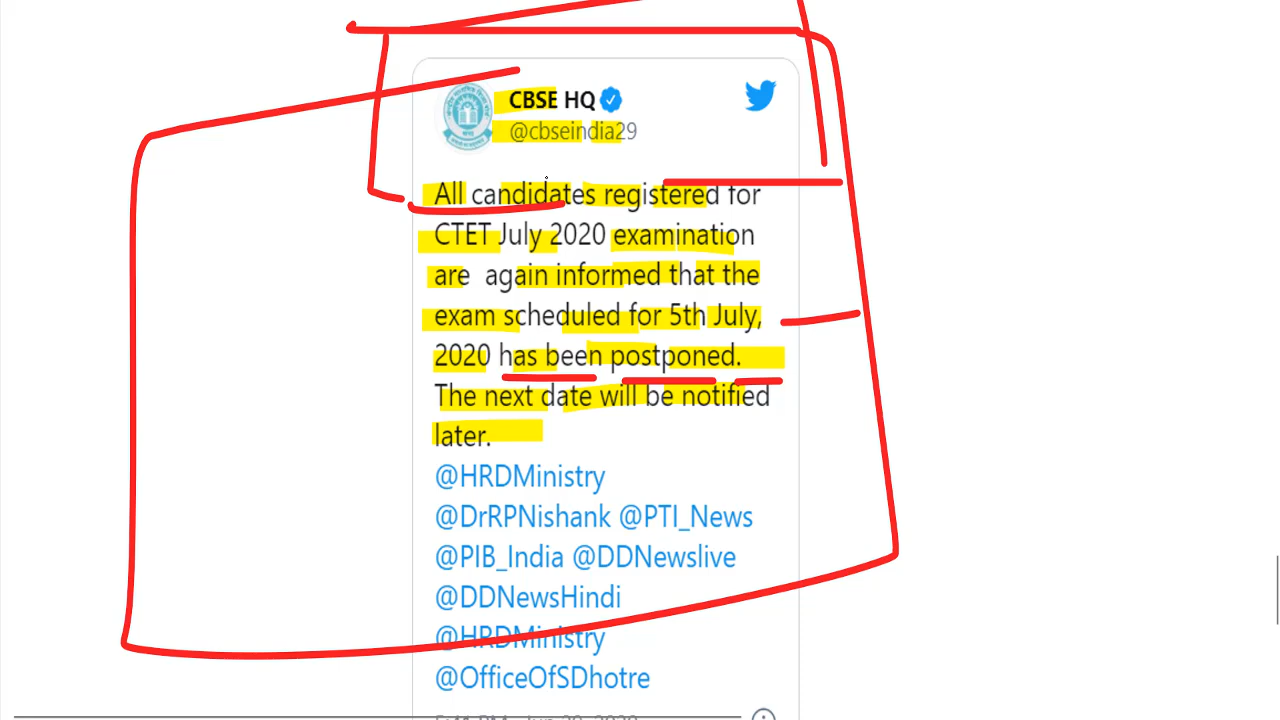 CBSE HQ
@cbseindia29
All candidates registered for
CTET July 2020 examination
are again informed that the
exam scheduled for 5th July,
2020 has been postponed.
The next date will be notified
later.
@HRDMinistry
@DrRPNishank @PTI_News
@PIB_India @DDNewslive
@DDNewsHindi
@HRDMinistry
@OfficeOfSDhotre